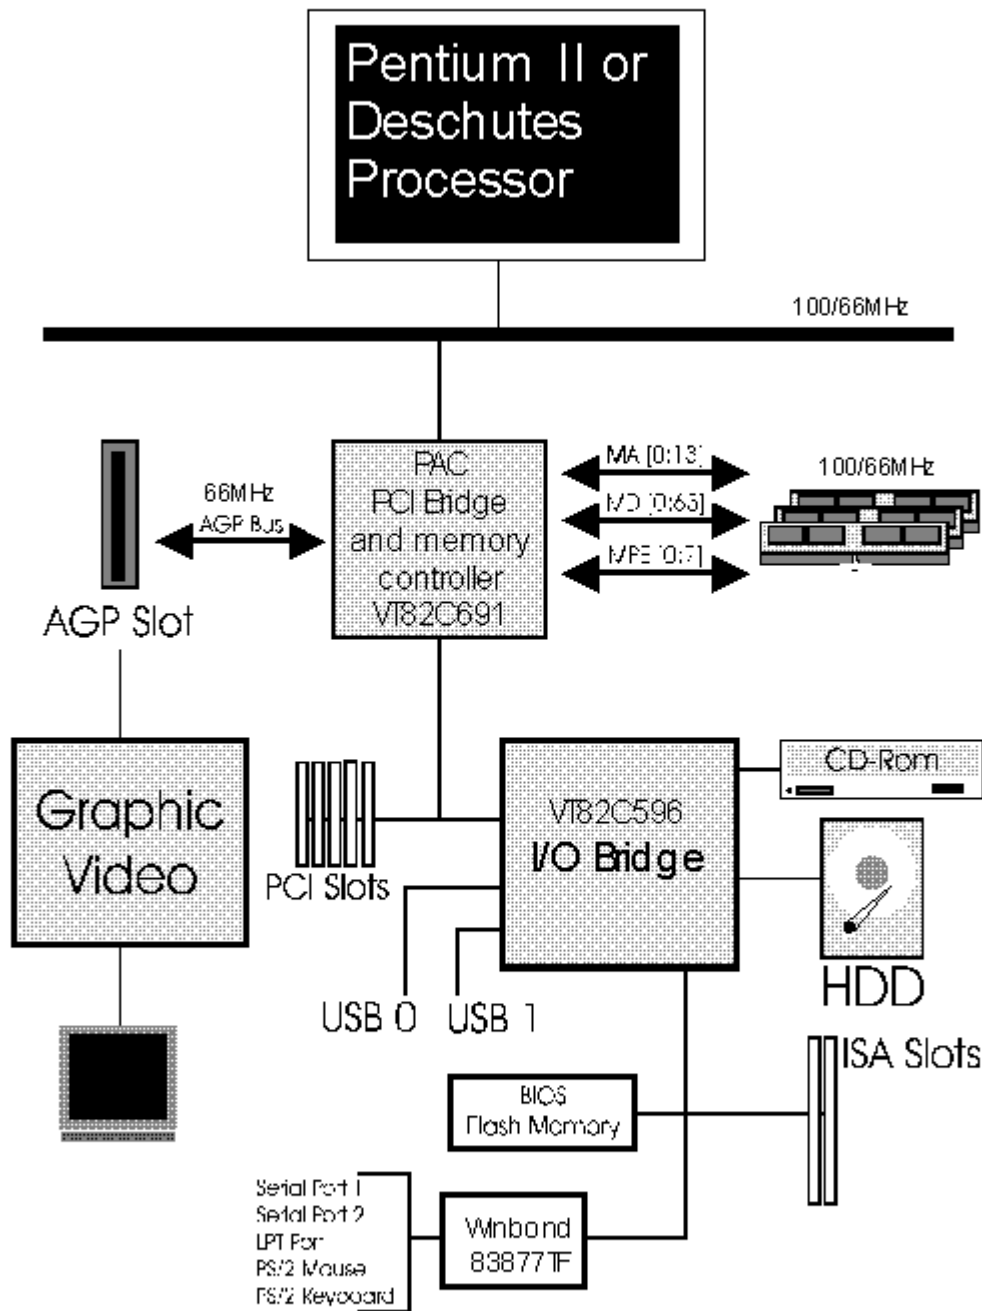 Pentium II or
Deschutes
Processor
100/66MHz
PAC
PCI Bridge
and memory
controller
VT82C691
MA [0:13]
MD [0:63]
MPE [0:7]
100/66MHz
66MHz
AGP Bus
AGP Slot
Graphic
Video
PCI Slots
VT82C596
I/O Bridge
CD-Rom
HDD
USB 0
USB 1
ISA Slots
BIOS
Flash Memory
Serial Port 1
Serial Port 2
LPT Port
PS/2 Mouse
PS/2 Keyboard
Winbond
83877TF